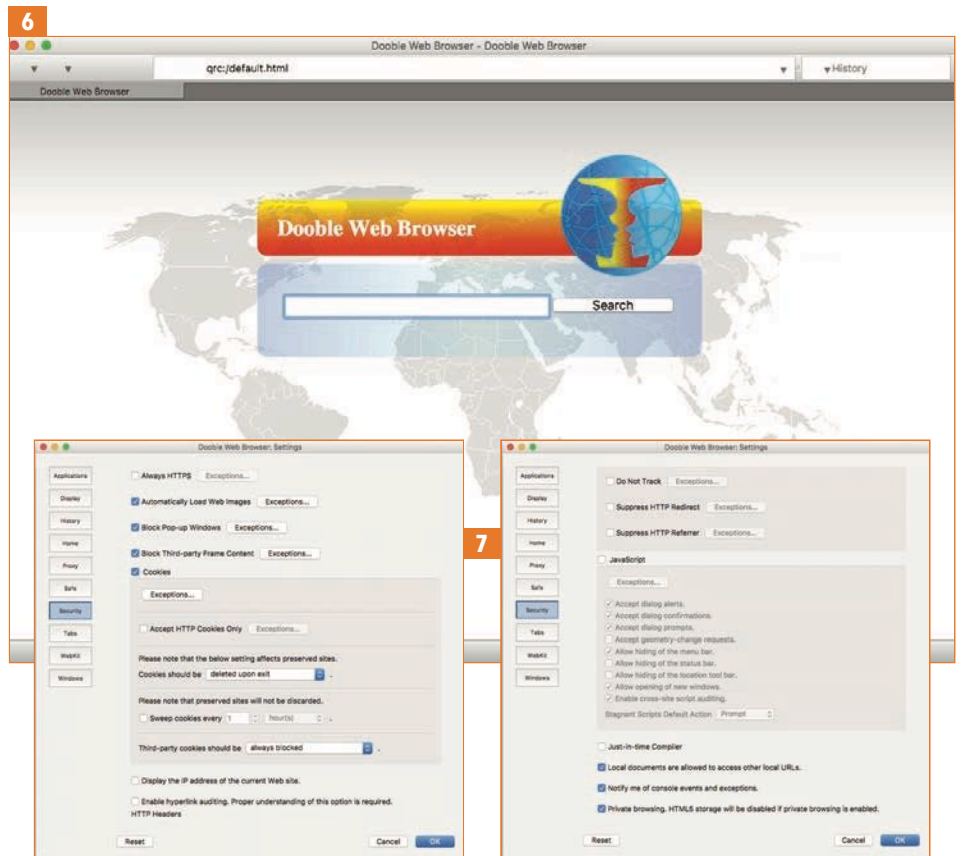 6
Dooble Web Browser - Dooble Web Browser
qrc:/default.html
History
Dooble Web Browser
Dooble Web Browser
Search
Dooble Web Browser: Settings
Applications
Display
History
Home
Proxy
Safe
Security
Tabs
WebKit
Windows
Always HTTPS Exceptions...
Automatically Load Web Images Exceptions...
Block Pop-up Windows Exceptions...
Block Third-party Frame Content Exceptions...
Cookies
Exceptions...
Accept HTTP Cookies Only Exceptions...
Please note that the below setting affects preserved sites.
Cookies should be deleted upon exit .
Please note that preserved sites will not be discarded.
Sweep cookies every 1 hour(s) .
Third-party cookies should be always blocked .
Display the IP address of the current Web site.
Enable hyperlink auditing. Proper understanding of this option is required.
HTTP Headers
Reset Cancel OK
7
Dooble Web Browser: Settings
Applications
Display
History
Home
Proxy
Safe
Security
Tabs
WebKit
Windows
Do Not Track Exceptions...
Suppress HTTP Redirect Exceptions...
Suppress HTTP Referrer Exceptions...
JavaScript
Exceptions...
Accept dialog alerts.
Accept dialog confirmations.
Accept dialog prompts.
Accept geometry-change requests.
Allow hiding of the menu bar.
Allow hiding of the status bar.
Allow hiding of the location tool bar.
Allow opening of new windows.
Enable cross-site script auditing.
Stagnant Scripts Default Action Prompt
Just-in-time Compiler
Local documents are allowed to access other local URLs.
Notify me of console events and exceptions.
Private browsing. HTML5 storage will be disabled if private browsing is enabled.
Reset Cancel OK